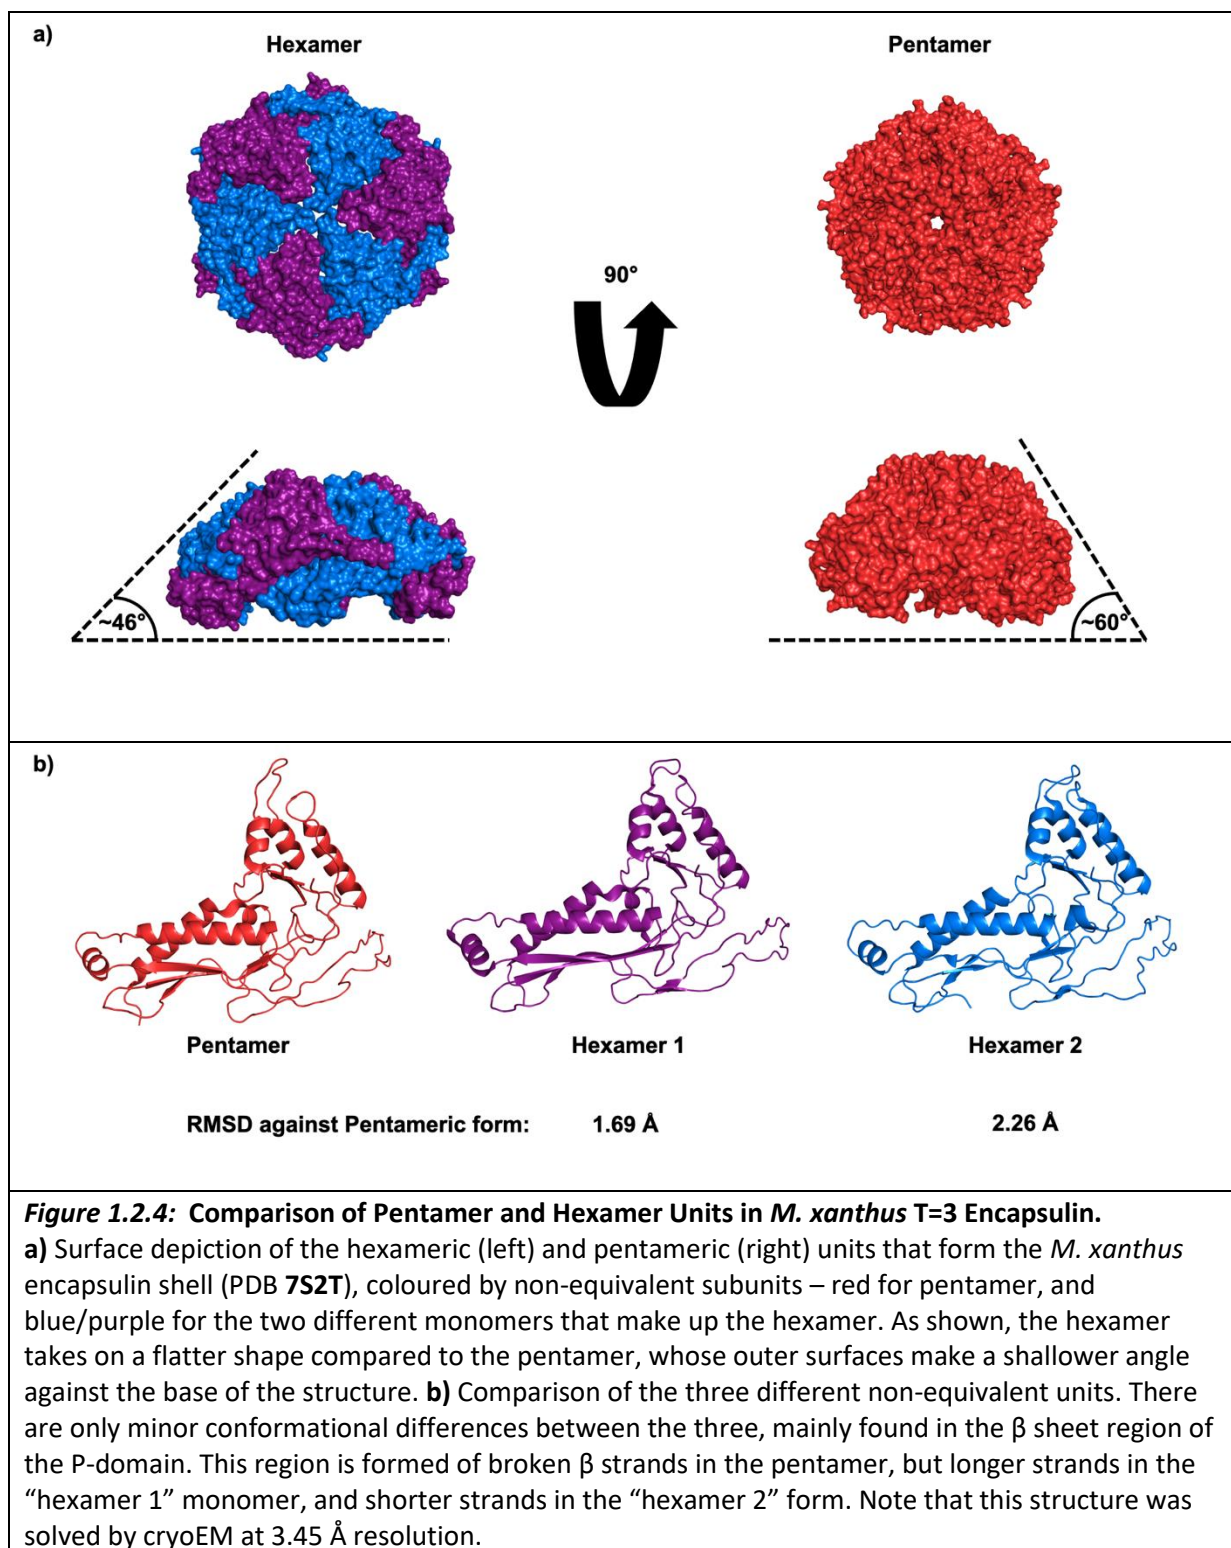 a)
Hexamer
Pentamer
90°
~46°
~60°
b)
Pentamer
Hexamer 1
Hexamer 2
RMSD against Pentameric form: 1.69 Å 2.26 Å
Figure 1.2.4: Comparison of Pentamer and Hexamer Units in M. xanthus T=3 Encapsulin.
a) Surface depiction of the hexameric (left) and pentameric (right) units that form the M. xanthus
encapsulin shell (PDB 7S2T), coloured by non-equivalent subunits – red for pentamer, and
blue/purple for the two different monomers that make up the hexamer. As shown, the hexamer
takes on a flatter shape compared to the pentamer, whose outer surfaces make a shallower angle
against the base of the structure. b) Comparison of the three different non-equivalent units. There
are only minor conformational differences between the three, mainly found in the β sheet region of
the P-domain. This region is formed of broken β strands in the pentamer, but longer strands in the
“hexamer 1” monomer, and shorter strands in the “hexamer 2” form. Note that this structure was
solved by cryoEM at 3.45 Å resolution.